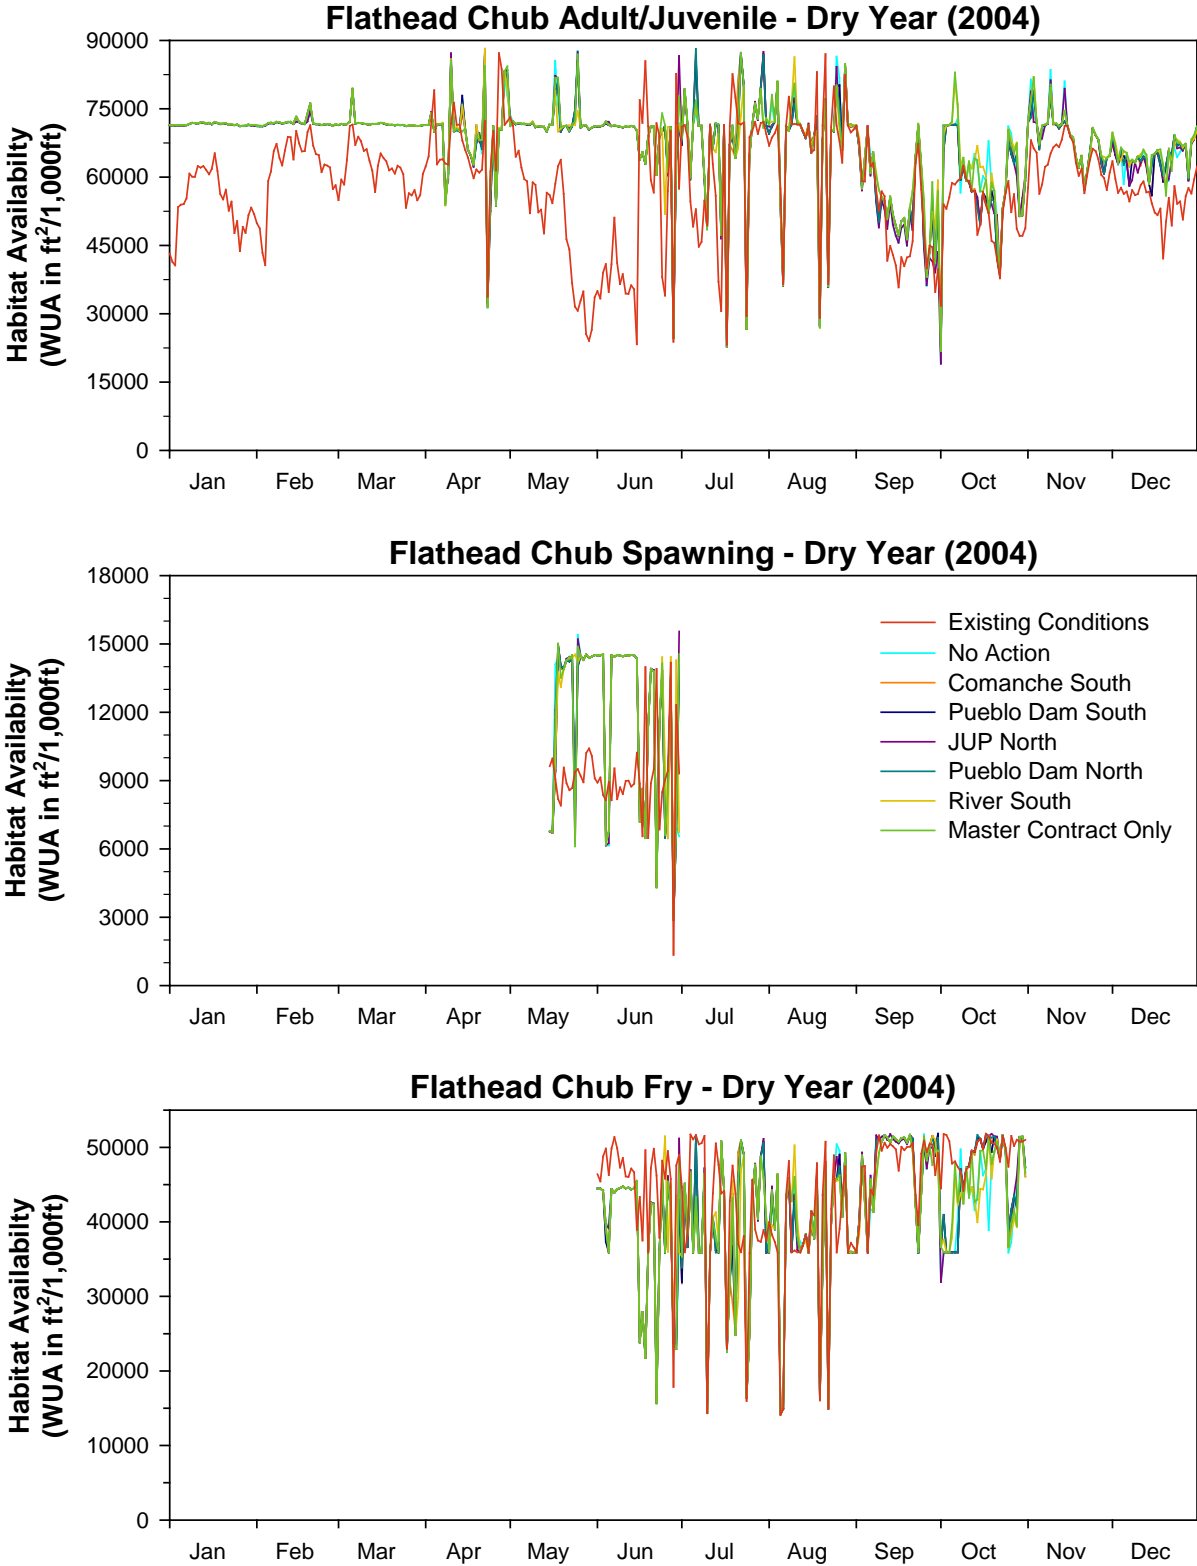 Flathead Chub Adult/Juvenile - Dry Year (2004)
Habitat Availabilty
(WUA in ft²/1,000ft)
90000
75000
60000
45000
30000
15000
0
Jan Feb Mar Apr May Jun Jul Aug Sep Oct Nov Dec
Flathead Chub Spawning - Dry Year (2004)
Habitat Availabilty
(WUA in ft²/1,000ft)
18000
15000
12000
9000
6000
3000
0
Existing Conditions
No Action
Comanche South
Pueblo Dam South
JUP North
Pueblo Dam North
River South
Master Contract Only
Jan Feb Mar Apr May Jun Jul Aug Sep Oct Nov Dec
Flathead Chub Fry - Dry Year (2004)
Habitat Availabilty
(WUA in ft²/1,000ft)
50000
40000
30000
20000
10000
0
Jan Feb Mar Apr May Jun Jul Aug Sep Oct Nov Dec